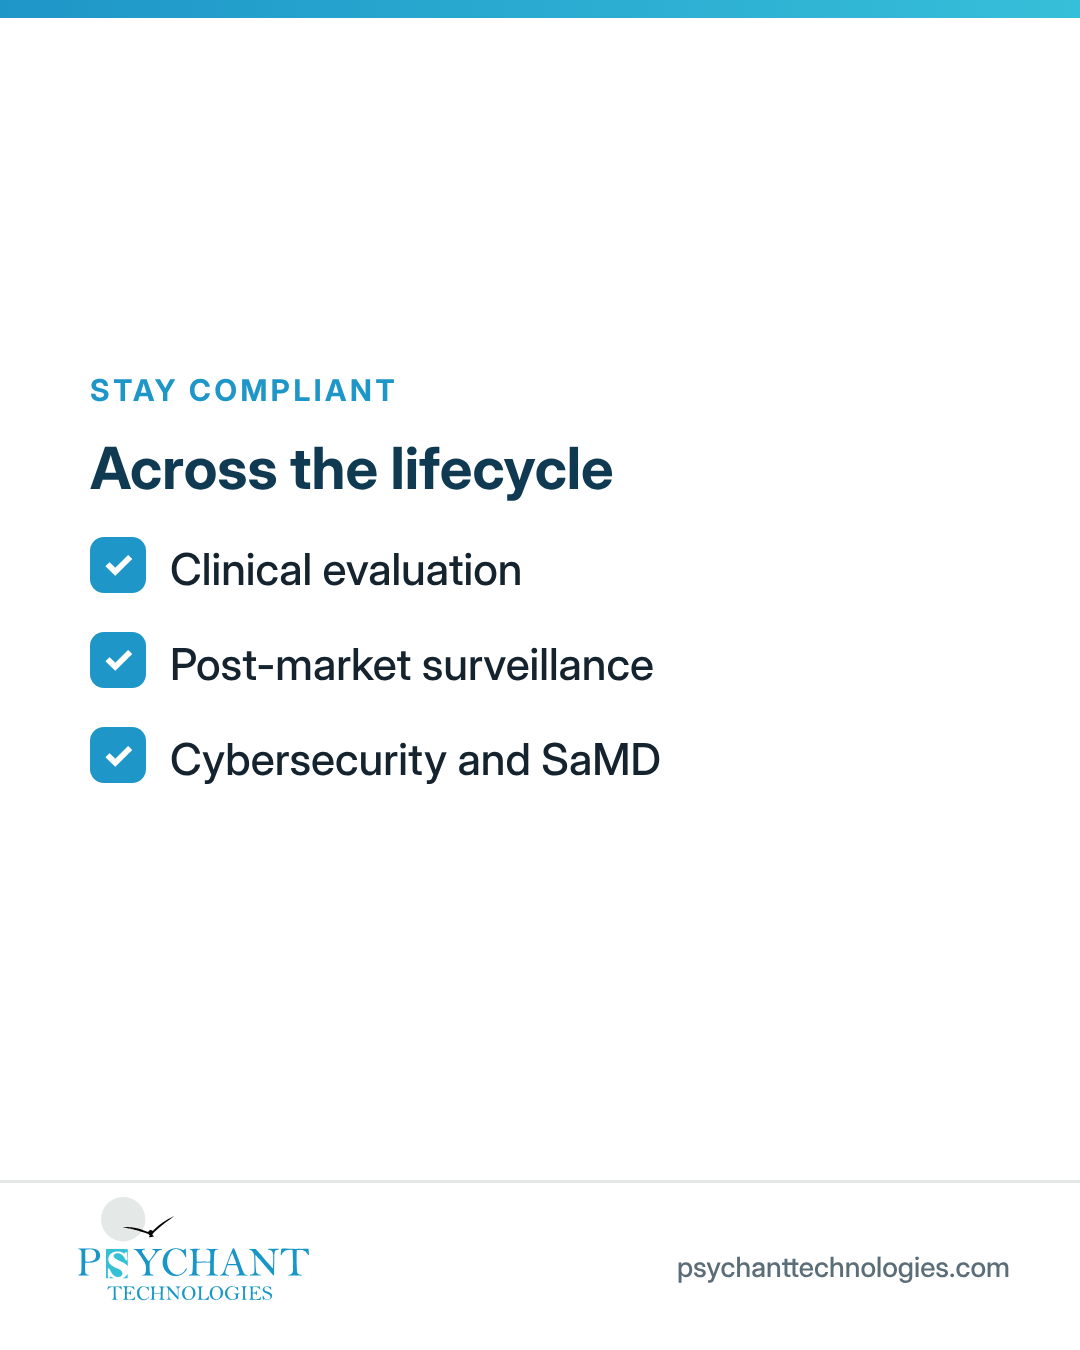 STAY COMPLIANT
Across the lifecycle
Clinical evaluation
Post-market surveillance
Cybersecurity and SaMD
PSYCHANT
TECHNOLOGIES
psychanttechnologies.com